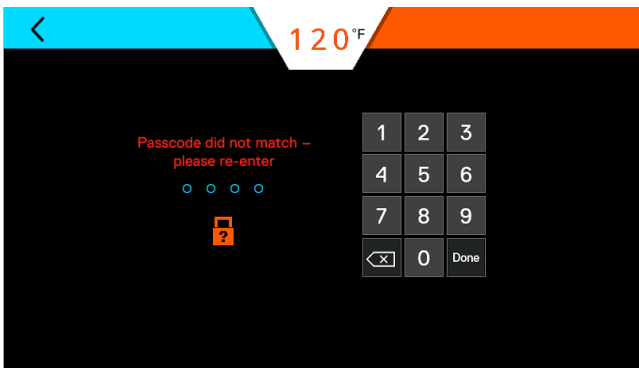 120°F
Passcode did not match –
please re-enter
?
1 2 3
4 5 6
7 8 9
0 Done